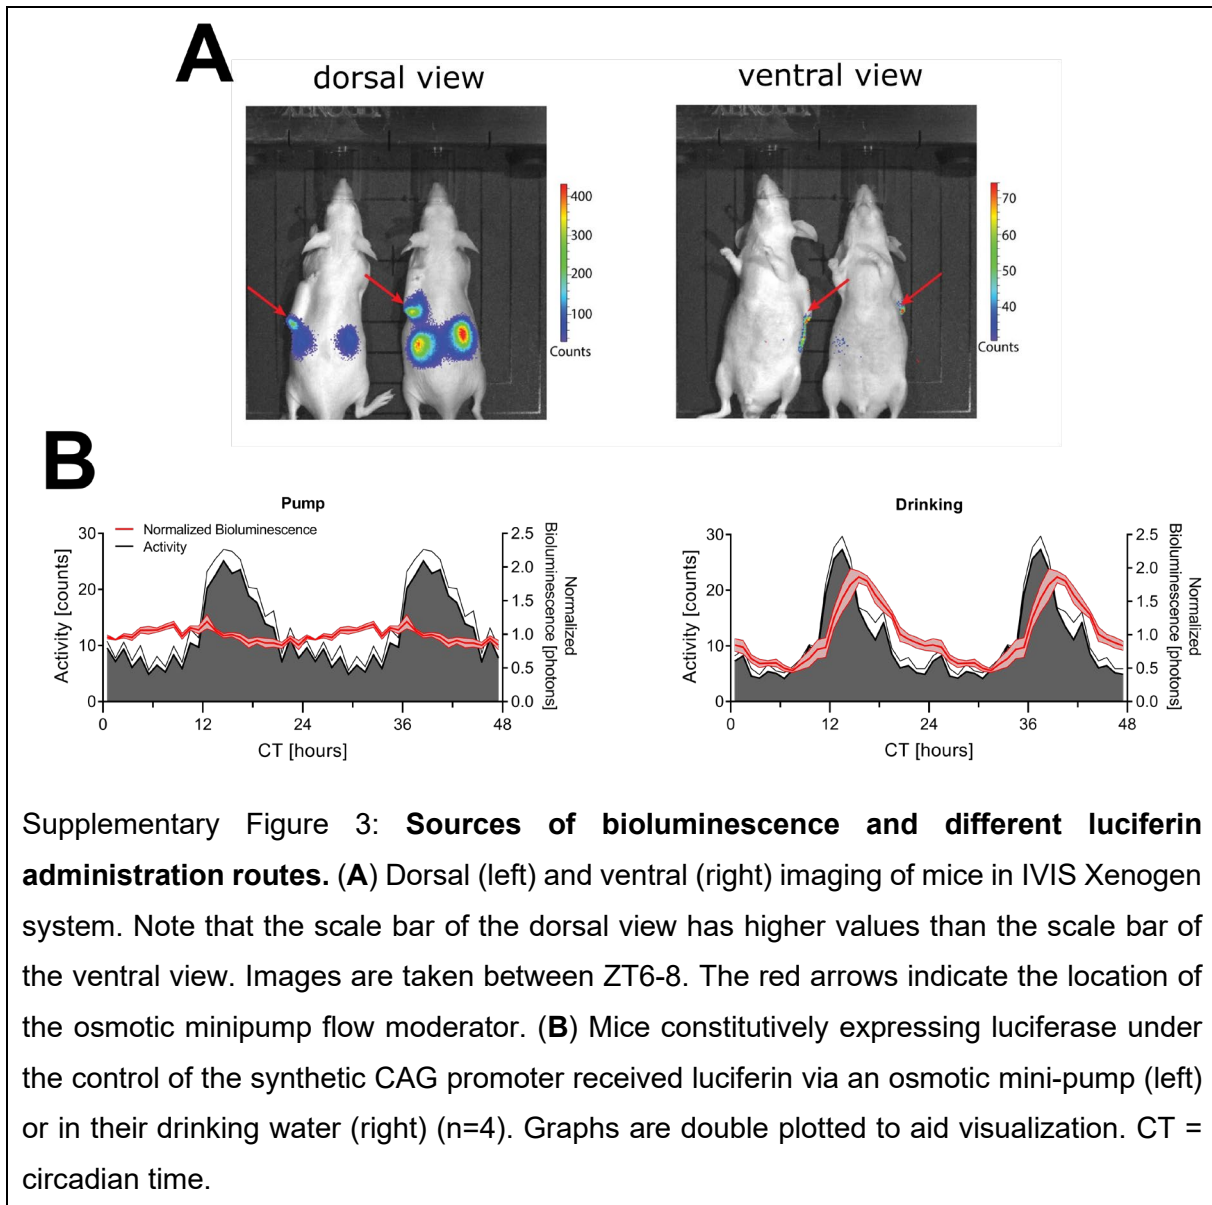 A
dorsal view
ventral view
400
300
200
100
Counts
70
60
50
40
Counts
B
Pump
Normalized Bioluminescence
Activity
30
20
10
0
Activity [counts]
2.5
2.0
1.5
1.0
0.5
0.0
Normalized
Bioluminescence [photons]
0
12
24
36
48
CT [hours]
Drinking
30
20
10
0
Activity [counts]
2.5
2.0
1.5
1.0
0.5
0.0
Normalized
Bioluminescence [photons]
0
12
24
36
48
CT [hours]
Supplementary Figure 3: Sources of bioluminescence and different luciferin
administration routes. (A) Dorsal (left) and ventral (right) imaging of mice in IVIS Xenogen
system. Note that the scale bar of the dorsal view has higher values than the scale bar of
the ventral view. Images are taken between ZT6-8. The red arrows indicate the location of
the osmotic minipump flow moderator. (B) Mice constitutively expressing luciferase under
the control of the synthetic CAG promoter received luciferin via an osmotic mini-pump (left)
or in their drinking water (right) (n=4). Graphs are double plotted to aid visualization. CT =
circadian time.